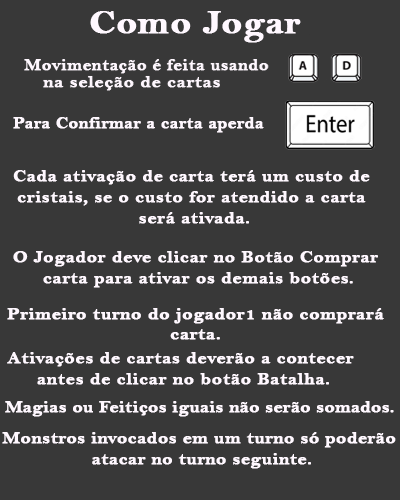 Como Jogar
Movimentação é feita usando A D
na seleção de cartas
Para Confirmar a carta aperda Enter
Cada ativação de carta terá um custo de
cristais, se o custo for atendido a carta
será ativada.
O Jogador deve clicar no Botão Comprar
carta para ativar os demais botões.
Primeiro turno do jogador1 não comprará
carta.
Ativações de cartas deverão a contecer
antes de clicar no botão Batalha.
Magias ou Feitiços iguais não serão somados.
Monstros invocados em um turno só poderão
atacar no turno seguinte.